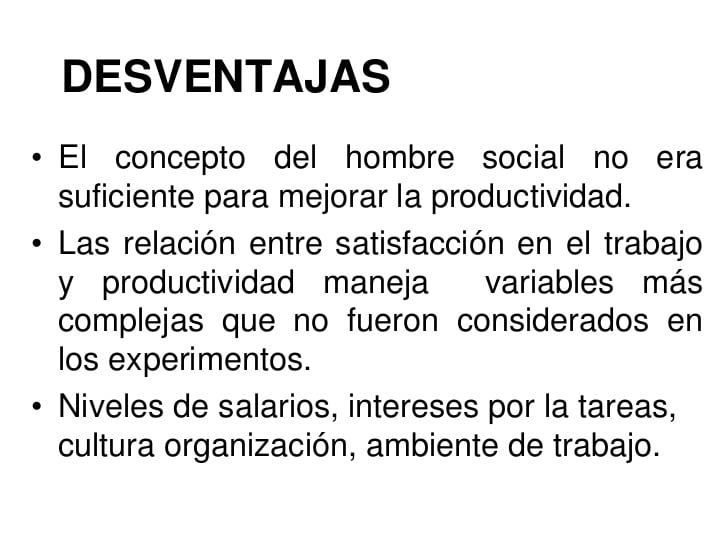 DESVENTAJAS
• El concepto del hombre social no era
suficiente para mejorar la productividad.
• Las relación entre satisfacción en el trabajo
y productividad maneja variables más
complejas que no fueron considerados en
los experimentos.
• Niveles de salarios, intereses por la tareas,
cultura organización, ambiente de trabajo.